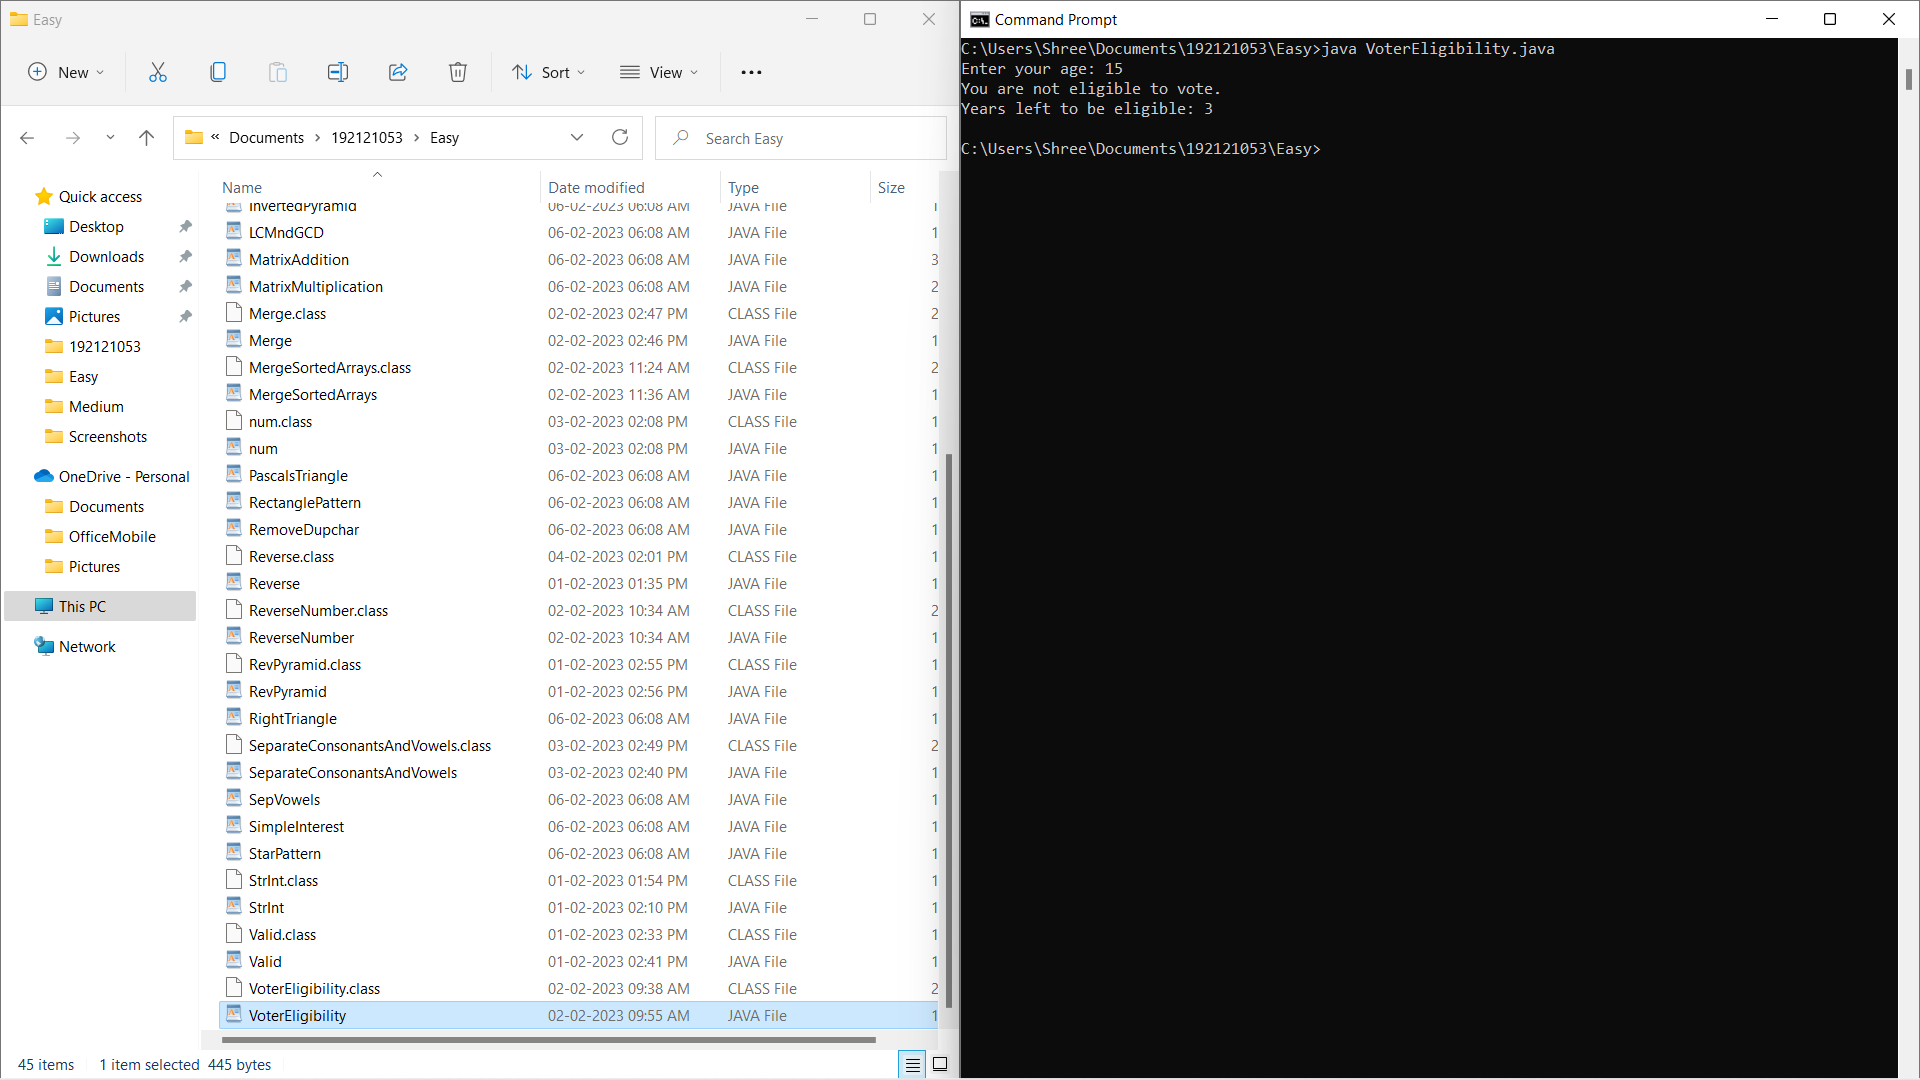 Easy
New
Sort
View
« Documents > 192121053 > Easy
Search Easy
Quick access
Desktop
Downloads
Documents
Pictures
192121053
Easy
Medium
Screenshots
OneDrive - Personal
Documents
OfficeMobile
Pictures
This PC
Network
Name Date modified Type Size
InvertedPyramid 06-02-2023 06:08 AM JAVA File 1
LCMndGCD 06-02-2023 06:08 AM JAVA File 1
MatrixAddition 06-02-2023 06:08 AM JAVA File 3
MatrixMultiplication 06-02-2023 06:08 AM JAVA File 2
Merge.class 02-02-2023 02:47 PM CLASS File 2
Merge 02-02-2023 02:46 PM JAVA File 1
MergeSortedArrays.class 02-02-2023 11:24 AM CLASS File 2
MergeSortedArrays 02-02-2023 11:36 AM JAVA File 1
num.class 03-02-2023 02:08 PM CLASS File 1
num 03-02-2023 02:08 PM JAVA File 1
PascalsTriangle 06-02-2023 06:08 AM JAVA File 1
RectanglePattern 06-02-2023 06:08 AM JAVA File 1
RemoveDupchar 06-02-2023 06:08 AM JAVA File 1
Reverse.class 04-02-2023 02:01 PM CLASS File 1
Reverse 01-02-2023 01:35 PM JAVA File 1
ReverseNumber.class 02-02-2023 10:34 AM CLASS File 2
ReverseNumber 02-02-2023 10:34 AM JAVA File 1
RevPyramid.class 01-02-2023 02:55 PM CLASS File 1
RevPyramid 01-02-2023 02:56 PM JAVA File 1
RightTriangle 06-02-2023 06:08 AM JAVA File 1
SeparateConsonantsAndVowels.class 03-02-2023 02:49 PM CLASS File 2
SeparateConsonantsAndVowels 03-02-2023 02:40 PM JAVA File 1
SepVowels 06-02-2023 06:08 AM JAVA File 1
SimpleInterest 06-02-2023 06:08 AM JAVA File 1
StarPattern 06-02-2023 06:08 AM JAVA File 1
StrInt.class 01-02-2023 01:54 PM CLASS File 1
StrInt 01-02-2023 02:10 PM JAVA File 1
Valid.class 01-02-2023 02:33 PM CLASS File 1
Valid 01-02-2023 02:41 PM JAVA File 1
VoterEligibility.class 02-02-2023 09:38 AM CLASS File 2
VoterEligibility 02-02-2023 09:55 AM JAVA File 1
45 items 1 item selected 445 bytes
Command Prompt
C:\Users\Shree\Documents\192121053\Easy>java VoterEligibility.java
Enter your age: 15
You are not eligible to vote.
Years left to be eligible: 3
C:\Users\Shree\Documents\192121053\Easy>